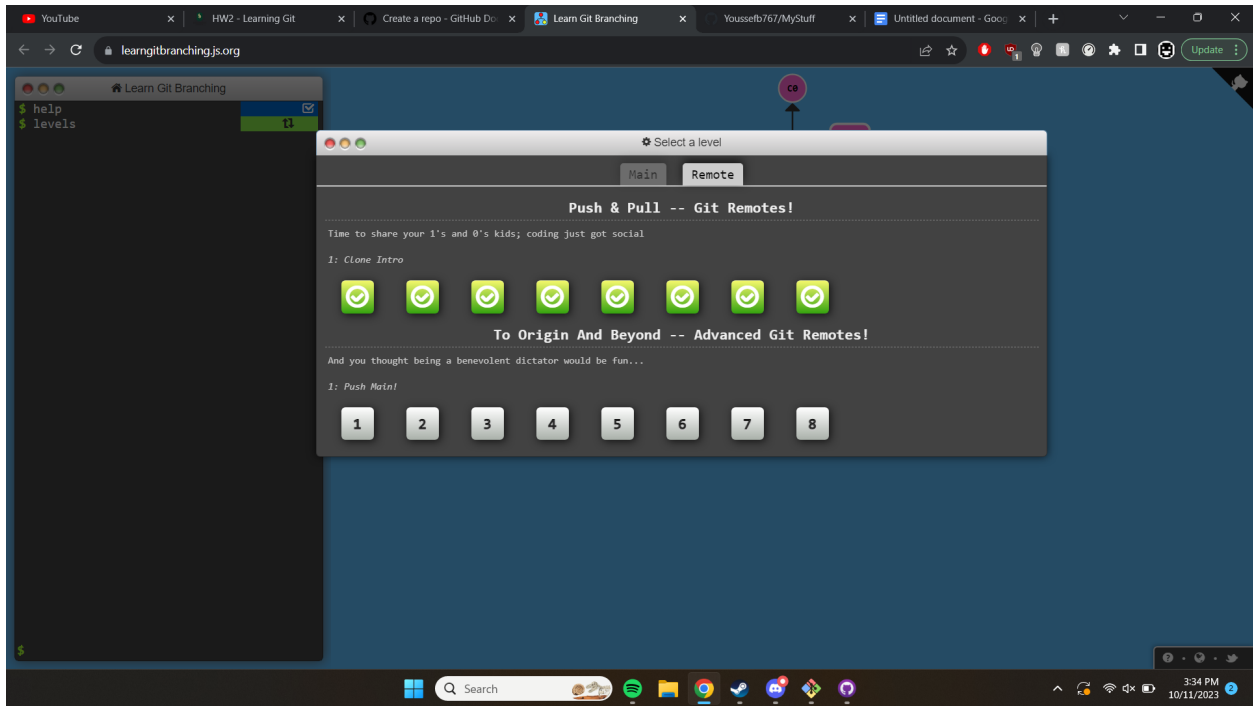 YouTube
HW2 - Learning Git
Create a repo - GitHub Do
Learn Git Branching
Youssefb767/MyStuff
Untitled document - Goog
learngitbranching.js.org
1
Update
Learn Git Branching
$ help
$ levels
c0
Select a level
Main Remote
Push & Pull -- Git Remotes!
Time to share your 1's and 0's kids; coding just got social
1: Clone Intro
To Origin And Beyond -- Advanced Git Remotes!
And you thought being a benevolent dictator would be fun...
1: Push Main!
1 2 3 4 5 6 7 8
$
Search
3:34 PM
10/11/2023
2